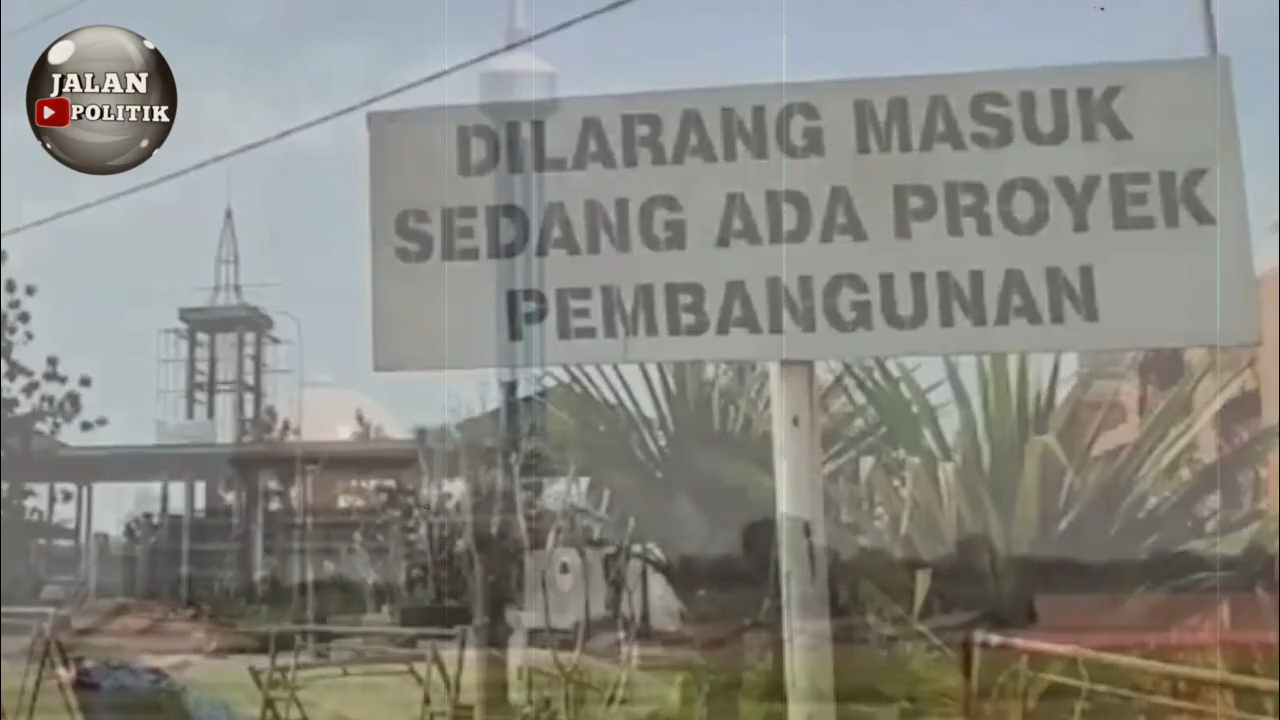 JALAN
POLITIK
DILARANG MASUK
SEDANG ADA PROYEK
PEMBANGUNAN